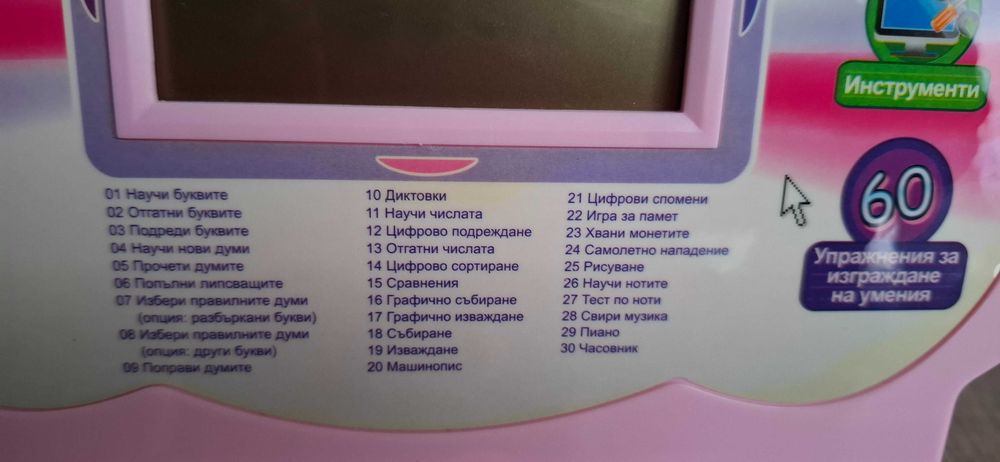 Инструменти
60
Упражнения за
изграждане
на умения
01 Научи буквите
02 Отгатни буквите
03 Подреди буквите
04 Научи нови думи
05 Прочети думите
06 Попълни липсващите
07 Избери правилните думи
(опция: разбъркани букви)
08 Избери правилните думи
(опция: други букви)
09 Поправи думите
10 Диктовки
11 Научи числата
12 Цифрово подреждане
13 Отгатни числата
14 Цифрово сортиране
15 Сравнения
16 Графично събиране
17 Графично изваждане
18 Събиране
19 Изваждане
20 Машинопис
21 Цифрови спомени
22 Игра за памет
23 Хвани монетите
24 Самолетно нападение
25 Рисуване
26 Научи нотите
27 Тест по ноти
28 Свири музика
29 Пиано
30 Часовник